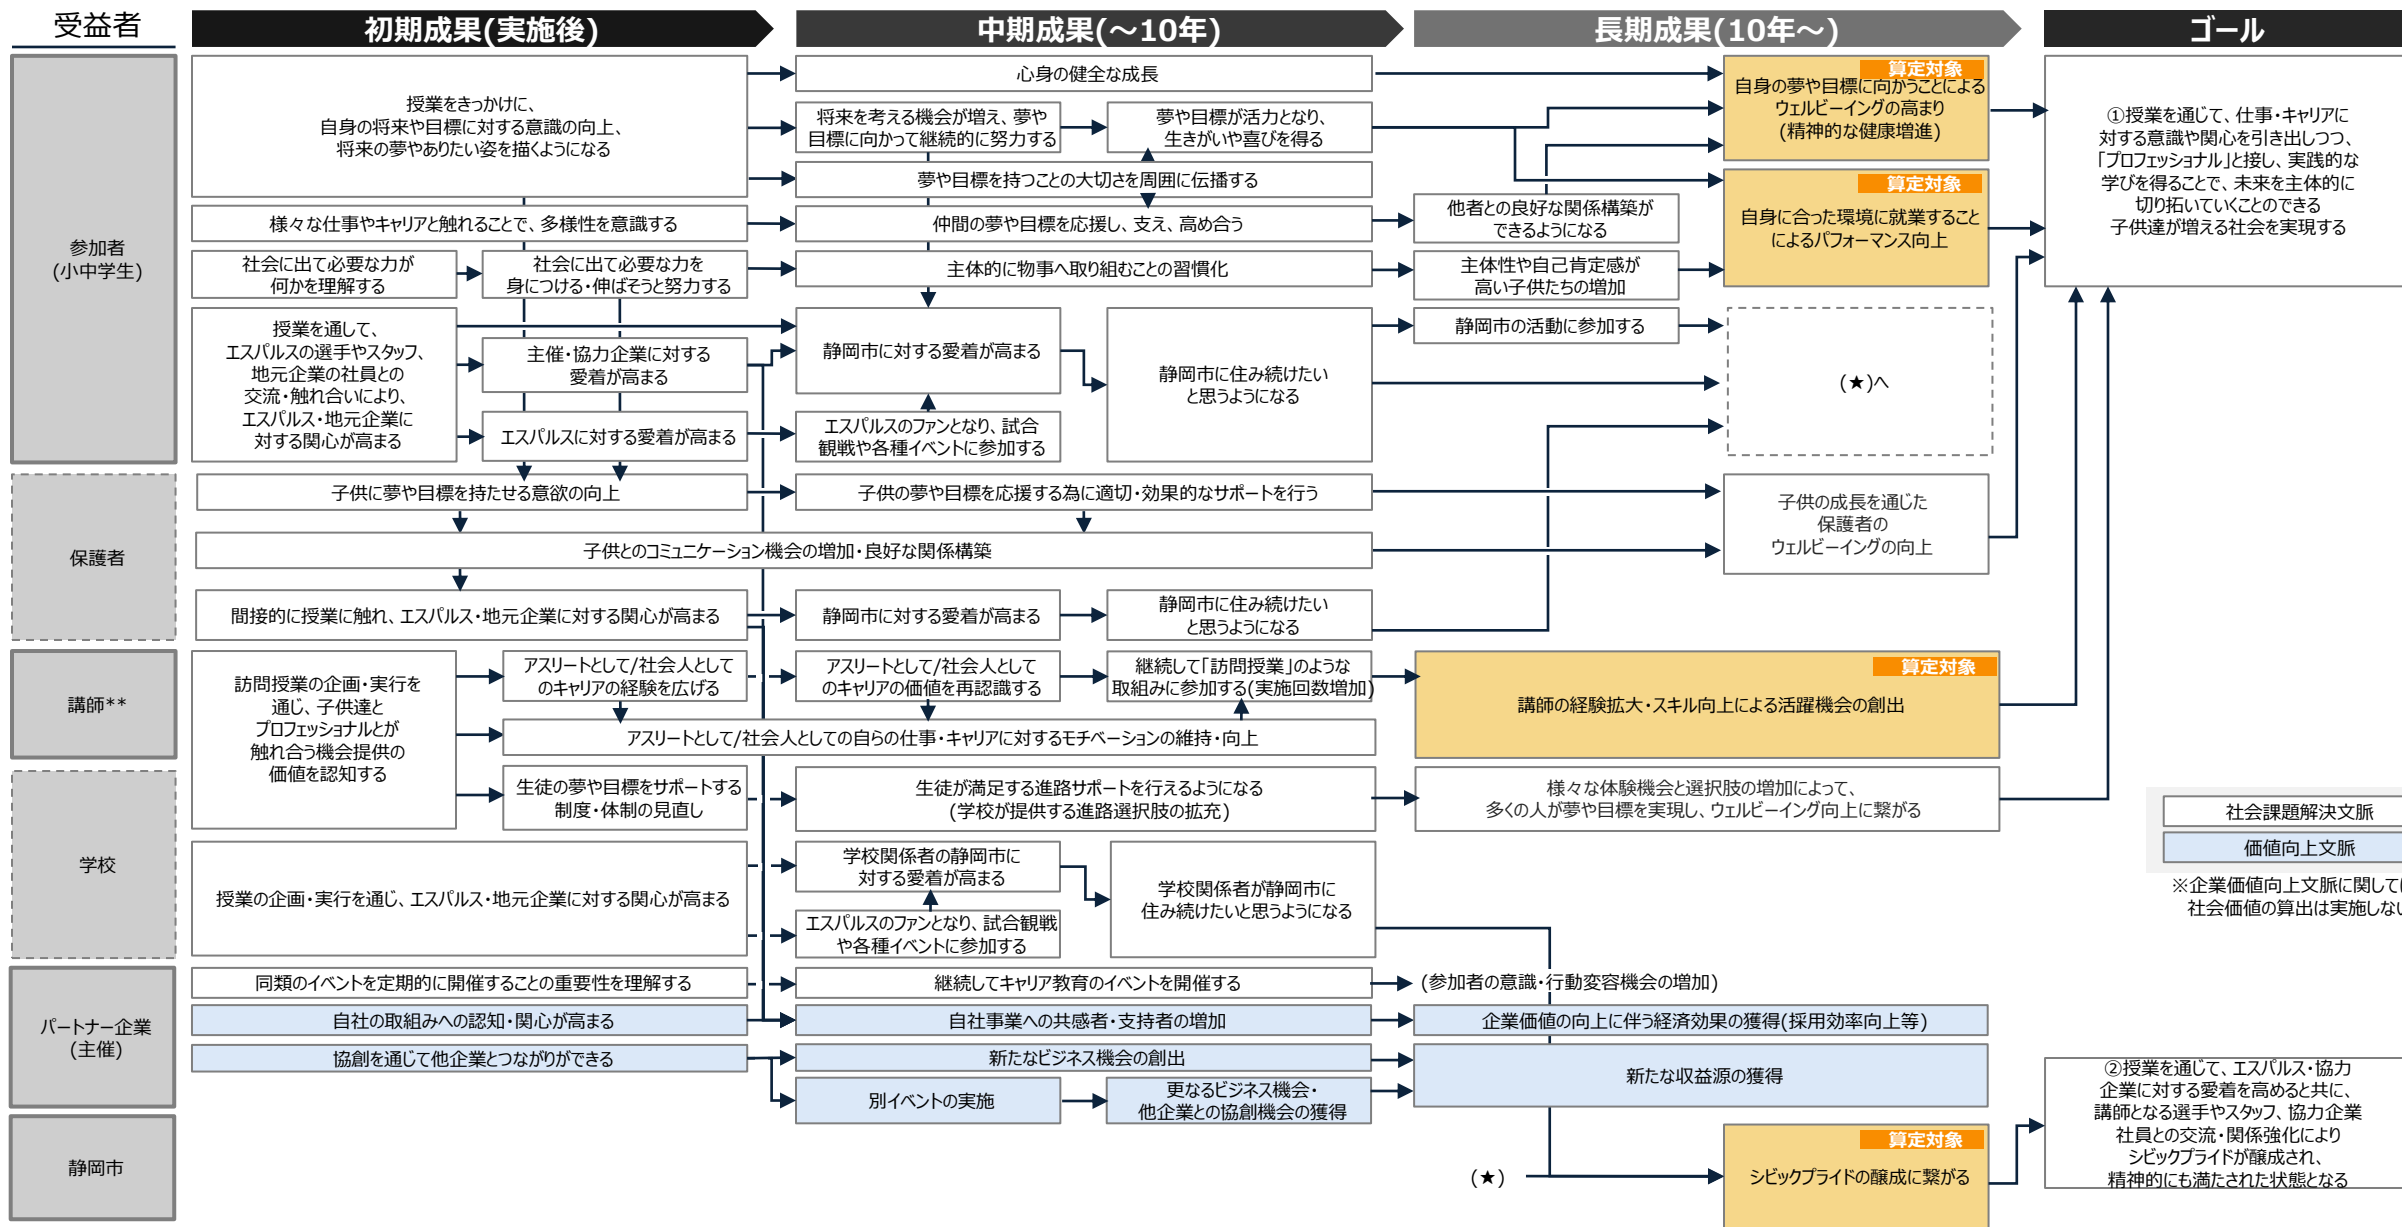 受益者
初期成果(実施後)
中期成果(～10年)
長期成果(10年～)
ゴール
参加者
(小中学生)
授業をきっかけに、
自身の将来や目標に対する意識の向上、
将来の夢やありたい姿を描くようになる
心身の健全な成長
将来を考える機会が増え、夢や
目標に向かって継続的に努力する
夢や目標が活力となり、
生きがいや喜びを得る
夢や目標を持つことの大切さを周囲に伝播する
算定対象
自身の夢や目標に向かうことによる
ウェルビーイングの高まり
(精神的な健康増進)
①授業を通じて、仕事・キャリアに
対する意識や関心を引き出しつつ、
「プロフェッショナル」と接し、実践的な
学びを得ることで、未来を主体的に
切り拓いていくことのできる
子供達が増える社会を実現する
様々な仕事やキャリアと触れることで、多様性を意識する
仲間の夢や目標を応援し、支え、高め合う
他者との良好な関係構築が
できるようになる
算定対象
自身に合った環境に就業すること
によるパフォーマンス向上
社会に出て必要な力が
何かを理解する
社会に出て必要な力を
身につける・伸ばそうと努力する
主体的に物事へ取り組むことの習慣化
主体性や自己肯定感が
高い子供たちの増加
授業を通して、
エスパルスの選手やスタッフ、
地元企業の社員との
交流・触れ合いにより、
エスパルス・地元企業に
対する関心が高まる
主催・協力企業に対する
愛着が高まる
エスパルスに対する愛着が高まる
静岡市に対する愛着が高まる
エスパルスのファンとなり、試合
観戦や各種イベントに参加する
静岡市に住み続けたい
と思うようになる
静岡市の活動に参加する
(★)へ
保護者
子供に夢や目標を持たせる意欲の向上
子供の夢や目標を応援する為に適切・効果的なサポートを行う
子供の成長を通じた
保護者の
ウェルビーイングの向上
子供とのコミュニケーション機会の増加・良好な関係構築
間接的に授業に触れ、エスパルス・地元企業に対する関心が高まる
静岡市に対する愛着が高まる
静岡市に住み続けたい
と思うようになる
講師**
訪問授業の企画・実行を
通じ、子供達と
プロフェッショナルとが
触れ合う機会提供の
価値を認知する
アスリートとして/社会人として
のキャリアの経験を広げる
アスリートとして/社会人として
のキャリアの価値を再認識する
継続して「訪問授業」のような
取組みに参加する(実施回数増加)
算定対象
講師の経験拡大・スキル向上による活躍機会の創出
アスリートとして/社会人としての自らの仕事・キャリアに対するモチベーションの維持・向上
学校
生徒の夢や目標をサポートする
制度・体制の見直し
生徒が満足する進路サポートを行えるようになる
(学校が提供する進路選択肢の拡充)
様々な体験機会と選択肢の増加によって、
多くの人が夢や目標を実現し、ウェルビーイング向上に繋がる
社会課題解決文脈
価値向上文脈
※企業価値向上文脈に関しては
社会価値の算出は実施しない
授業の企画・実行を通じ、エスパルス・地元企業に対する関心が高まる
学校関係者の静岡市に
対する愛着が高まる
エスパルスのファンとなり、試合観戦
や各種イベントに参加する
学校関係者が静岡市に
住み続けたいと思うようになる
パートナー企業
(主催)
同類のイベントを定期的に開催することの重要性を理解する
継続してキャリア教育のイベントを開催する
(参加者の意識・行動変容機会の増加)
自社の取組みへの認知・関心が高まる
自社事業への共感者・支持者の増加
企業価値の向上に伴う経済効果の獲得(採用効率向上等)
協創を通じて他企業とつながりができる
新たなビジネス機会の創出
新たな収益源の獲得
別イベントの実施
更なるビジネス機会・
他企業との協創機会の獲得
静岡市
(★)
算定対象
シビックプライドの醸成に繋がる
②授業を通じて、エスパルス・協力
企業に対する愛着を高めると共に、
講師となる選手やスタッフ、協力企業
社員との交流・関係強化により
シビックプライドが醸成され、
精神的にも満たされた状態となる